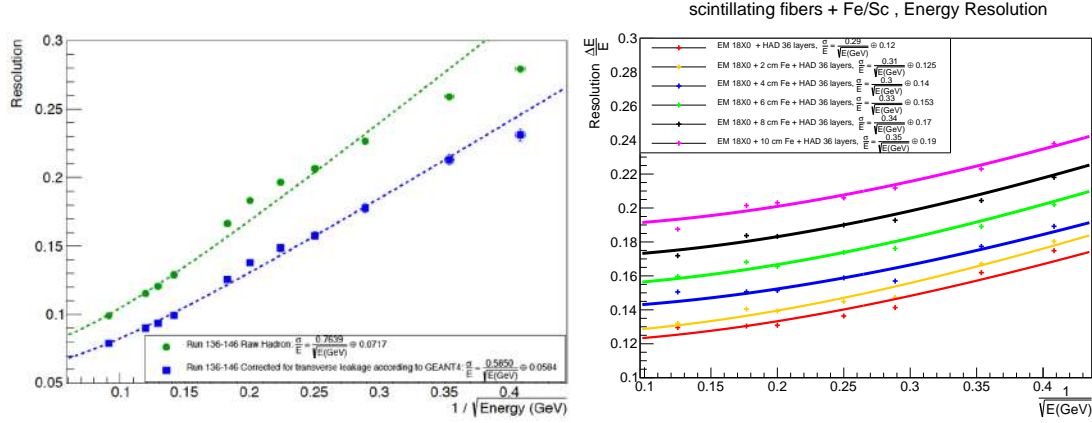 scintillating fibers + Fe/Sc , Energy Resolution
Resolution
0.3
0.25
0.2
0.15
0.1
0.05
Run 136-146 Raw Hadron: σ/E = 0.7639/√E(GeV) ⊕ 0.0717
Run 136-146 Corrected for transverse leakage according to GEANT4: σ/E = 0.5850/√E(GeV) ⊕ 0.0584
0.1 0.15 0.2 0.25 0.3 0.35 0.4
1 / √Energy (GeV)
Resolution ΔE/E
0.3
0.28
0.26
0.24
0.22
0.2
0.18
0.16
0.14
0.12
0.1
EM 18X0 + HAD 36 layers, σ/E = 0.29/√E(GeV) ⊕ 0.12
EM 18X0 + 2 cm Fe + HAD 36 layers, σ/E = 0.31/√E(GeV) ⊕ 0.125
EM 18X0 + 4 cm Fe + HAD 36 layers, σ/E = 0.3/√E(GeV) ⊕ 0.14
EM 18X0 + 6 cm Fe + HAD 36 layers, σ/E = 0.33/√E(GeV) ⊕ 0.153
EM 18X0 + 8 cm Fe + HAD 36 layers, σ/E = 0.34/√E(GeV) ⊕ 0.17
EM 18X0 + 10 cm Fe + HAD 36 layers, σ/E = 0.35/√E(GeV) ⊕ 0.19
0.1 0.15 0.2 0.25 0.3 0.35 0.4
1/√E(GeV)